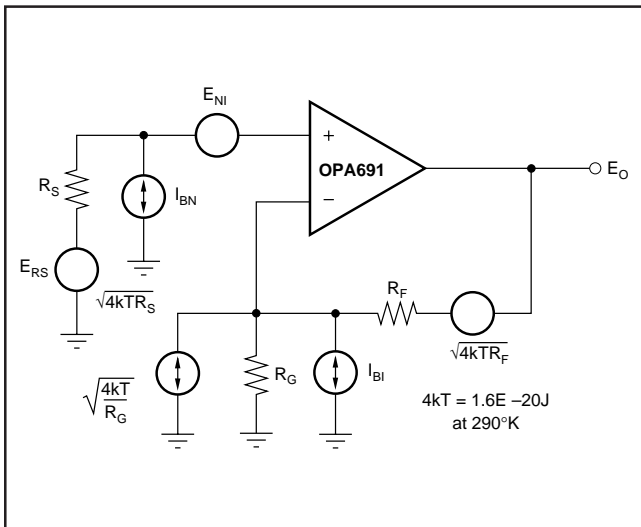 E_NI
+
OPA691
−
E_O
R_S
I_BN
E_RS
√4kTR_S
R_F
√4kTR_F
√4kT/R_G
R_G
I_BI
4kT = 1.6E –20J
at 290°K